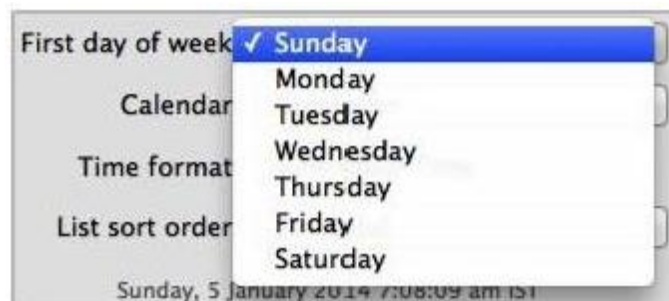 First day of week ✓ Sunday
Monday
Calendar Tuesday
Wednesday
Time format
Thursday
List sort order Friday
Saturday
Sunday, 5 January 2014 7:08:09 am IST